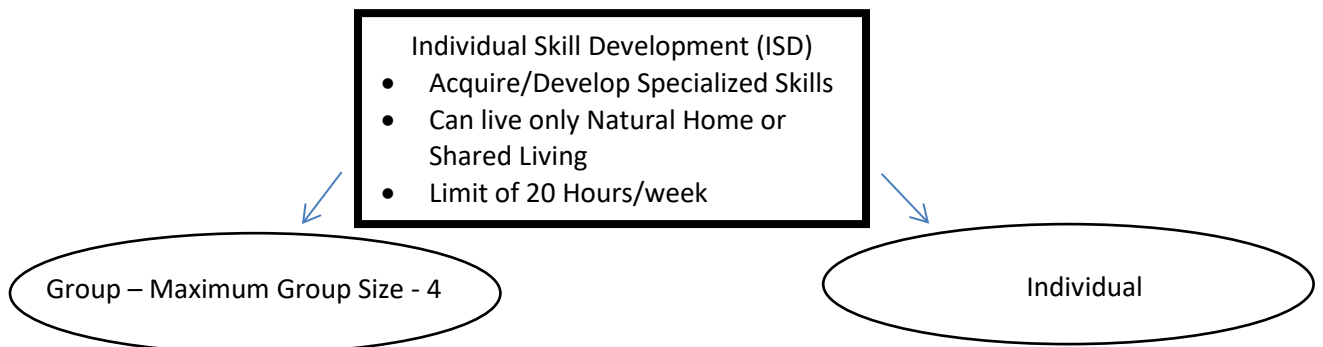 Individual Skill Development (ISD)
• Acquire/Develop Specialized Skills
• Can live only Natural Home or
Shared Living
• Limit of 20 Hours/week
Group – Maximum Group Size - 4
Individual